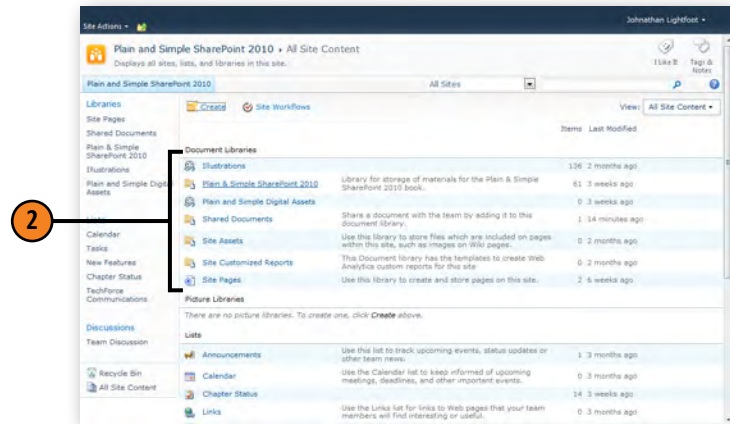 Site Actions
Johnathan Lightfoot
Plain and Simple SharePoint 2010 › All Site Content
Displays all sites, lists, and libraries in this site.
I Like It
Tags & Notes
Plain and Simple SharePoint 2010
All Sites
Libraries
Site Pages
Shared Documents
Plain & Simple
SharePoint 2010
Illustrations
Plain and Simple Digital
Assets
Calendar
Tasks
New Features
Chapter Status
TechForce
Communications
Discussions
Team Discussion
Recycle Bin
All Site Content
2
Create Site Workflows
View: All Site Content
Items Last Modified
Document Libraries
Illustrations 136 2 months ago
Plain & Simple SharePoint 2010 Library for storage of materials for the Plain & Simple 61 3 weeks ago
SharePoint 2010 book.
Plain and Simple Digital Assets 0 3 weeks ago
Shared Documents Share a document with the team by adding it to this 1 14 minutes ago
document library.
Site Assets Use this library to store files which are included on pages 0 2 months ago
within this site, such as images on Wiki pages.
Site Customized Reports This Document library has the templates to create Web 0 2 months ago
Analytics custom reports for this site
Site Pages Use this library to create and store pages on this site. 2 6 weeks ago
Picture Libraries
There are no picture libraries. To create one, click Create above.
Lists
Announcements Use this list to track upcoming events, status updates or 1 3 months ago
other team news.
Calendar Use the Calendar list to keep informed of upcoming 0 3 months ago
meetings, deadlines, and other important events.
Chapter Status 14 3 weeks ago
Links Use the Links list for links to Web pages that your team 0 3 months ago
members will find interesting or useful.